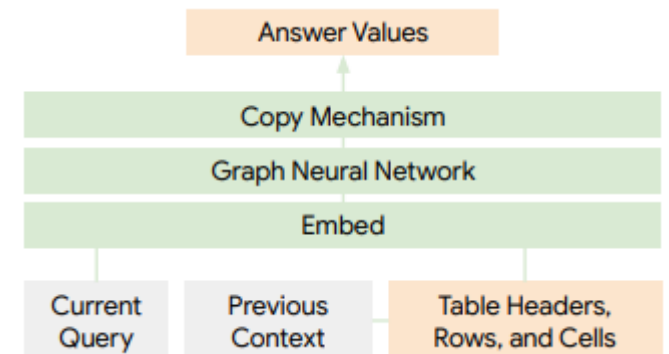 Answer Values
Copy Mechanism
Graph Neural Network
Embed
Current
Query
Previous
Context
Table Headers,
Rows, and Cells